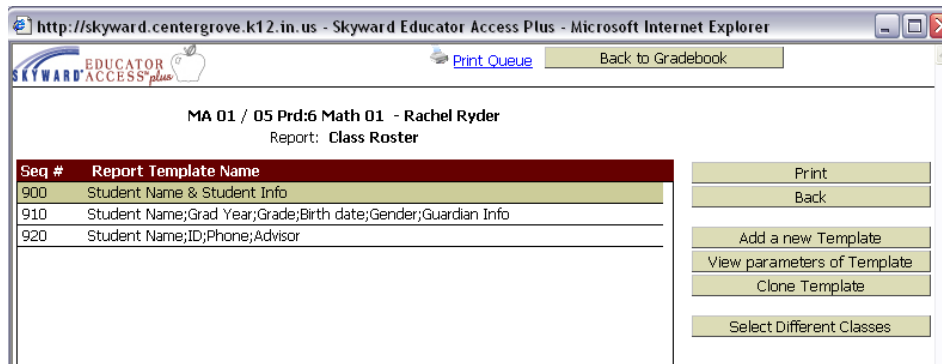 http://skyward.centergrove.k12.in.us - Skyward Educator Access Plus - Microsoft Internet Explorer
EDUCATOR
SKYWARD ACCESS plus
Print Queue
Back to Gradebook
MA 01 / 05 Prd:6 Math 01 - Rachel Ryder
Report: Class Roster
Seq # Report Template Name
900 Student Name & Student Info
910 Student Name;Grad Year;Grade;Birth date;Gender;Guardian Info
920 Student Name;ID;Phone;Advisor
Print
Back
Add a new Template
View parameters of Template
Clone Template
Select Different Classes